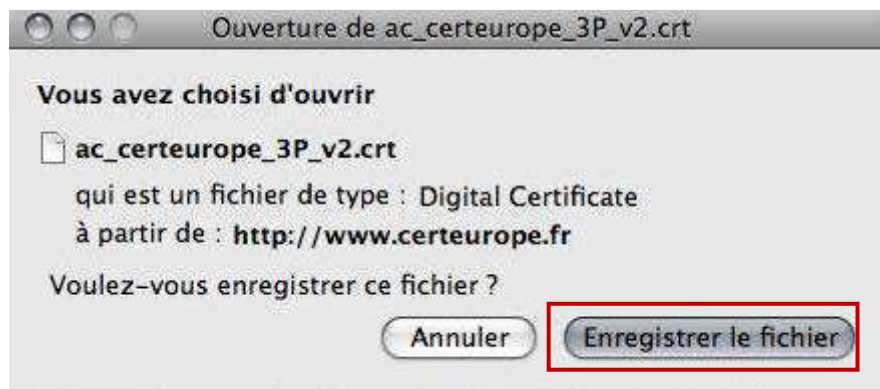 Ouverture de ac_certeurope_3P_v2.crt
Vous avez choisi d'ouvrir
ac_certeurope_3P_v2.crt
qui est un fichier de type : Digital Certificate
à partir de : http://www.certeurope.fr
Voulez-vous enregistrer ce fichier ?
Annuler Enregistrer le fichier